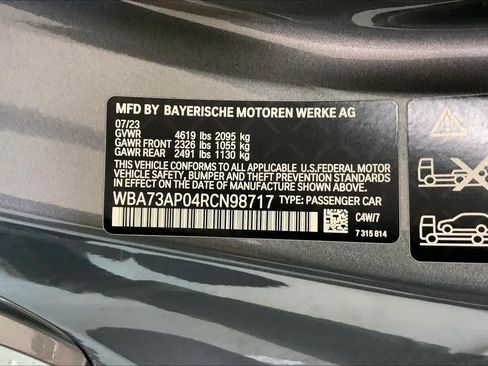 MFD BY BAYERISCHE MOTOREN WERKE AG
07/23
GVWR 4619 lbs 2095 kg
GAWR FRONT 2326 lbs 1055 kg
GAWR REAR 2491 lbs 1130 kg
THIS VEHICLE CONFORMS TO ALL APPLICABLE U.S.FEDERAL MOTOR
VEHICLE SAFETY, BUMPER, AND THEFT PREVENTION STANDARDS
IN EFFECT ON THE DATE OF MANUFACTURE SHOWN ABOVE.
WBA73AP04RCN98717 TYPE: PASSENGER CAR
C4W/7
7 315 814